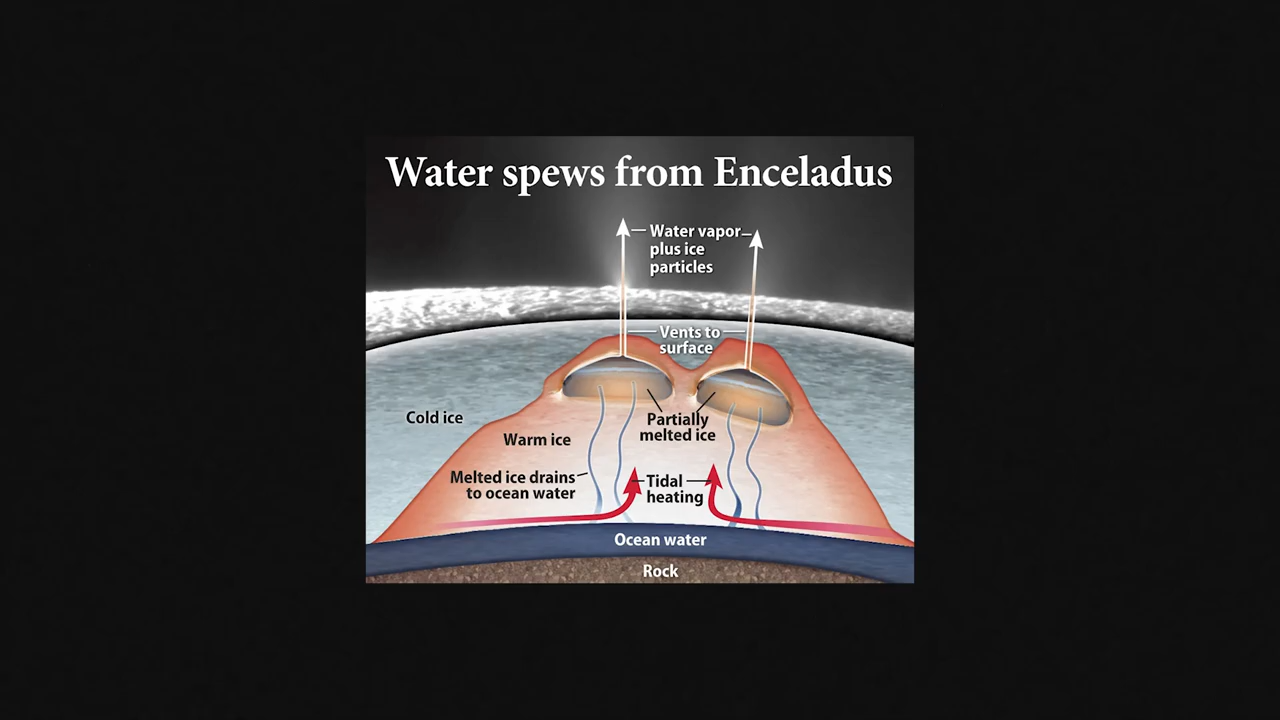 Water spews from Enceladus
Water vapor
plus ice
particles
Vents to
surface
Cold ice
Partially
melted ice
Warm ice
Melted ice drains
to ocean water
Tidal
heating
Ocean water
Rock